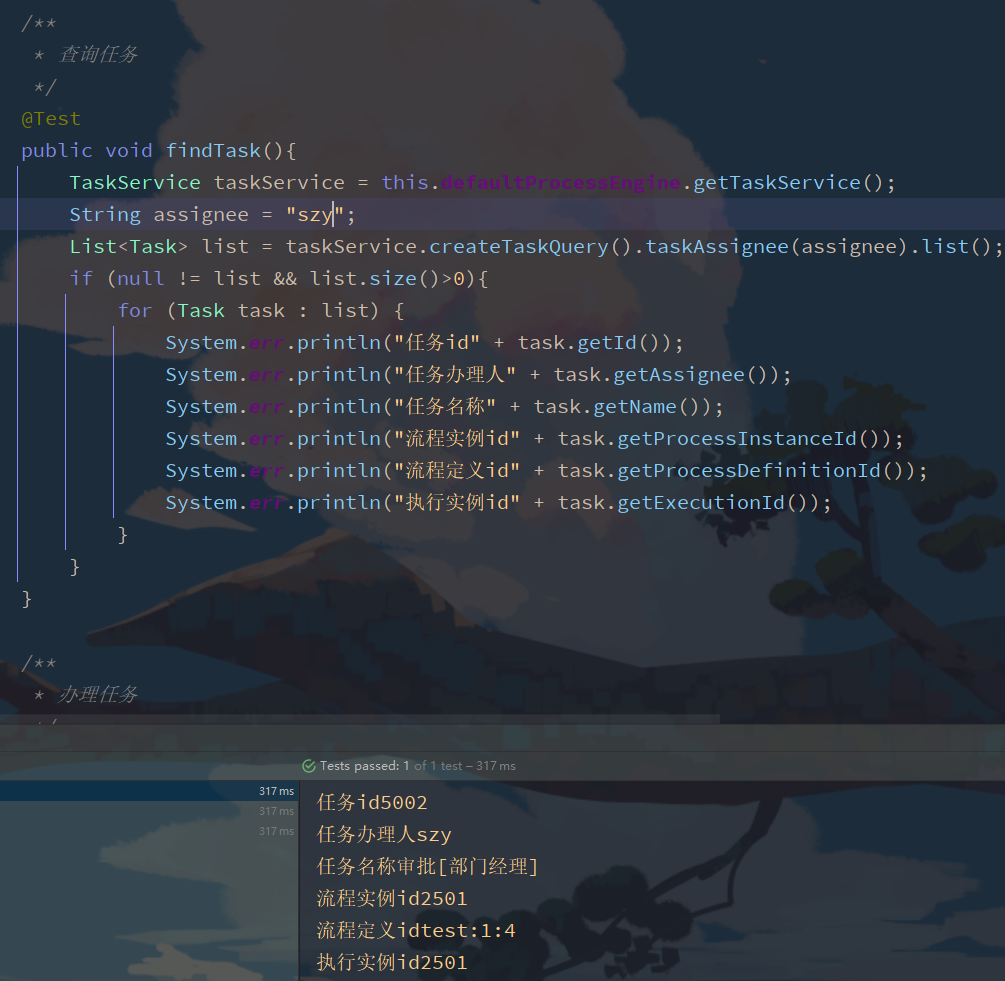 /**
 * 查询任务
 */
@Test
public void findTask(){
    TaskService taskService = this.defaultProcessEngine.getTaskService();
    String assignee = "szy";
    List<Task> list = taskService.createTaskQuery().taskAssignee(assignee).list();
    if (null != list && list.size()>0){
        for (Task task : list) {
            System.err.println("任务id" + task.getId());
            System.err.println("任务办理人" + task.getAssignee());
            System.err.println("任务名称" + task.getName());
            System.err.println("流程实例id" + task.getProcessInstanceId());
            System.err.println("流程定义id" + task.getProcessDefinitionId());
            System.err.println("执行实例id" + task.getExecutionId());
        }
    }
}
/**
 * 办理任务
 */
Tests passed: 1 of 1 test – 317 ms
317 ms
317 ms
317 ms
任务id5002
任务办理人szy
任务名称审批[部门经理]
流程实例id2501
流程定义idtest:1:4
执行实例id2501